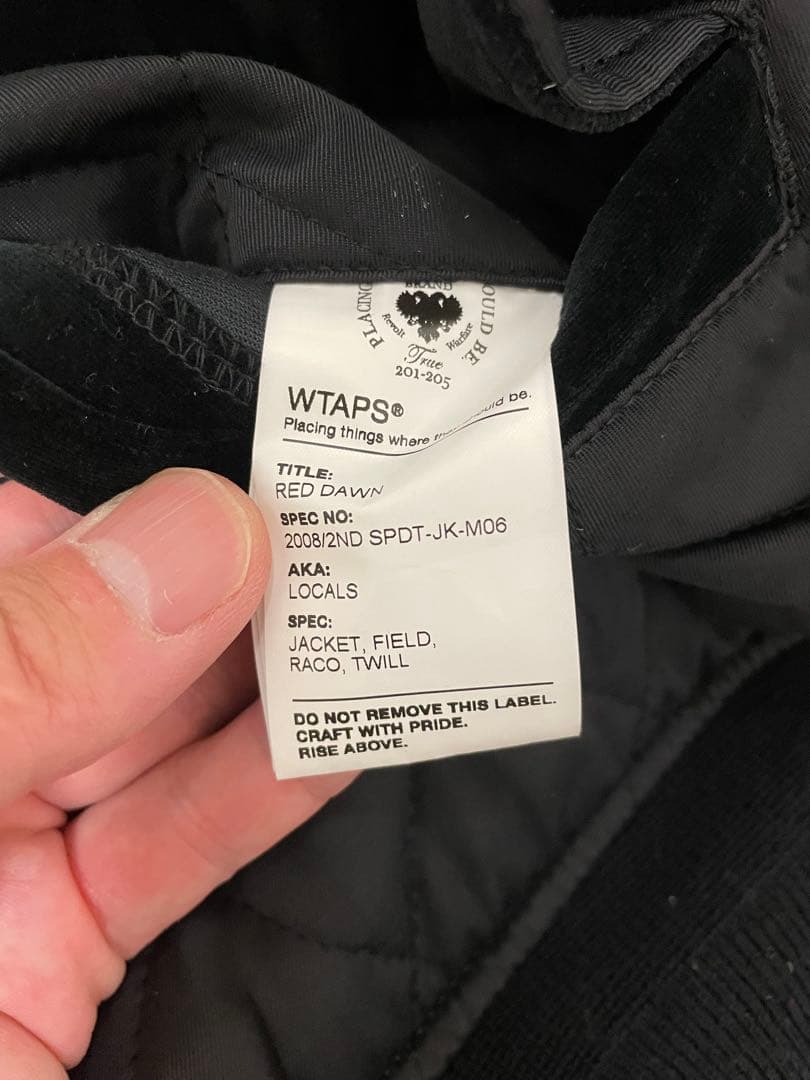 BRAND
PLACING
OULD BE.
Revolt
Warfare
True
201-205
WTAPS®
Placing things where be.
TITLE:
RED DAWN
SPEC NO:
2008/2ND SPDT-JK-M06
AKA:
LOCALS
SPEC:
JACKET, FIELD,
RACO, TWILL
DO NOT REMOVE THIS LABEL.
CRAFT WITH PRIDE.
RISE ABOVE.